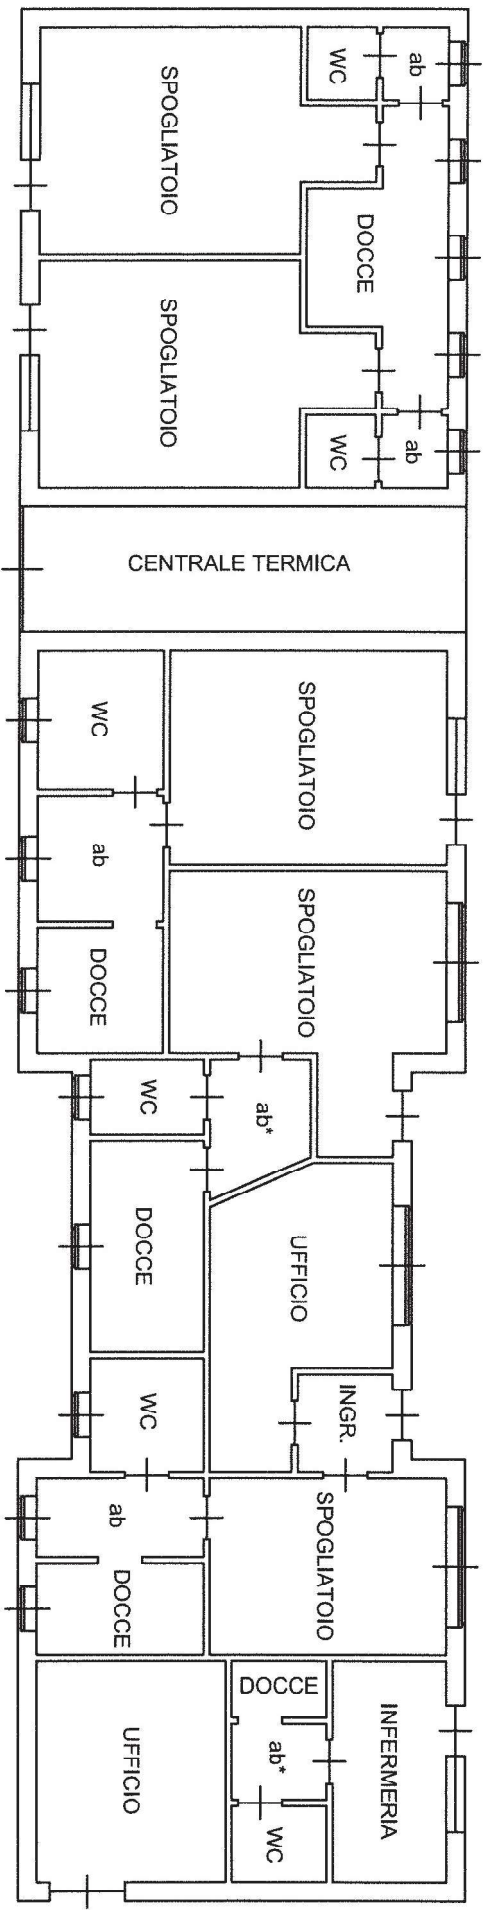 WC
ab
SPOGLIATOIO
DOCCE
SPOGLIATOIO
WC
ab
CENTRALE TERMICA
WC
SPOGLIATOIO
ab
SPOGLIATOIO
DOCCE
WC
ab*
DOCCE
UFFICIO
WC
INGR.
ab
SPOGLIATOIO
DOCCE
DOCCE
INFERMERIA
UFFICIO
ab*
WC